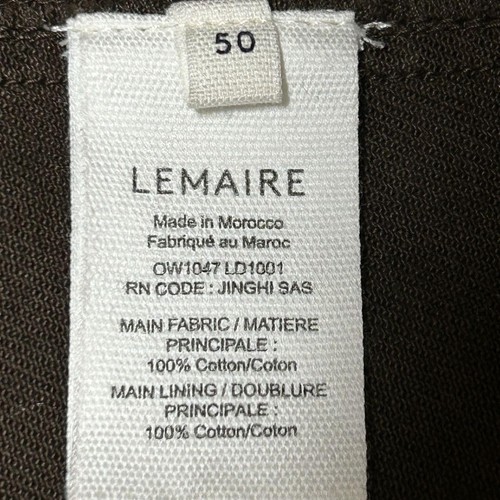 50
LEMAIRE
Made in Morocco
Fabriqué au Maroc
OW1047 LD1001
RN CODE : JINGHI SAS
MAIN FABRIC / MATIERE
PRINCIPALE :
100% Cotton/Coton
MAIN LINING / DOUBLURE
PRINCIPALE :
100% Cotton/Coton